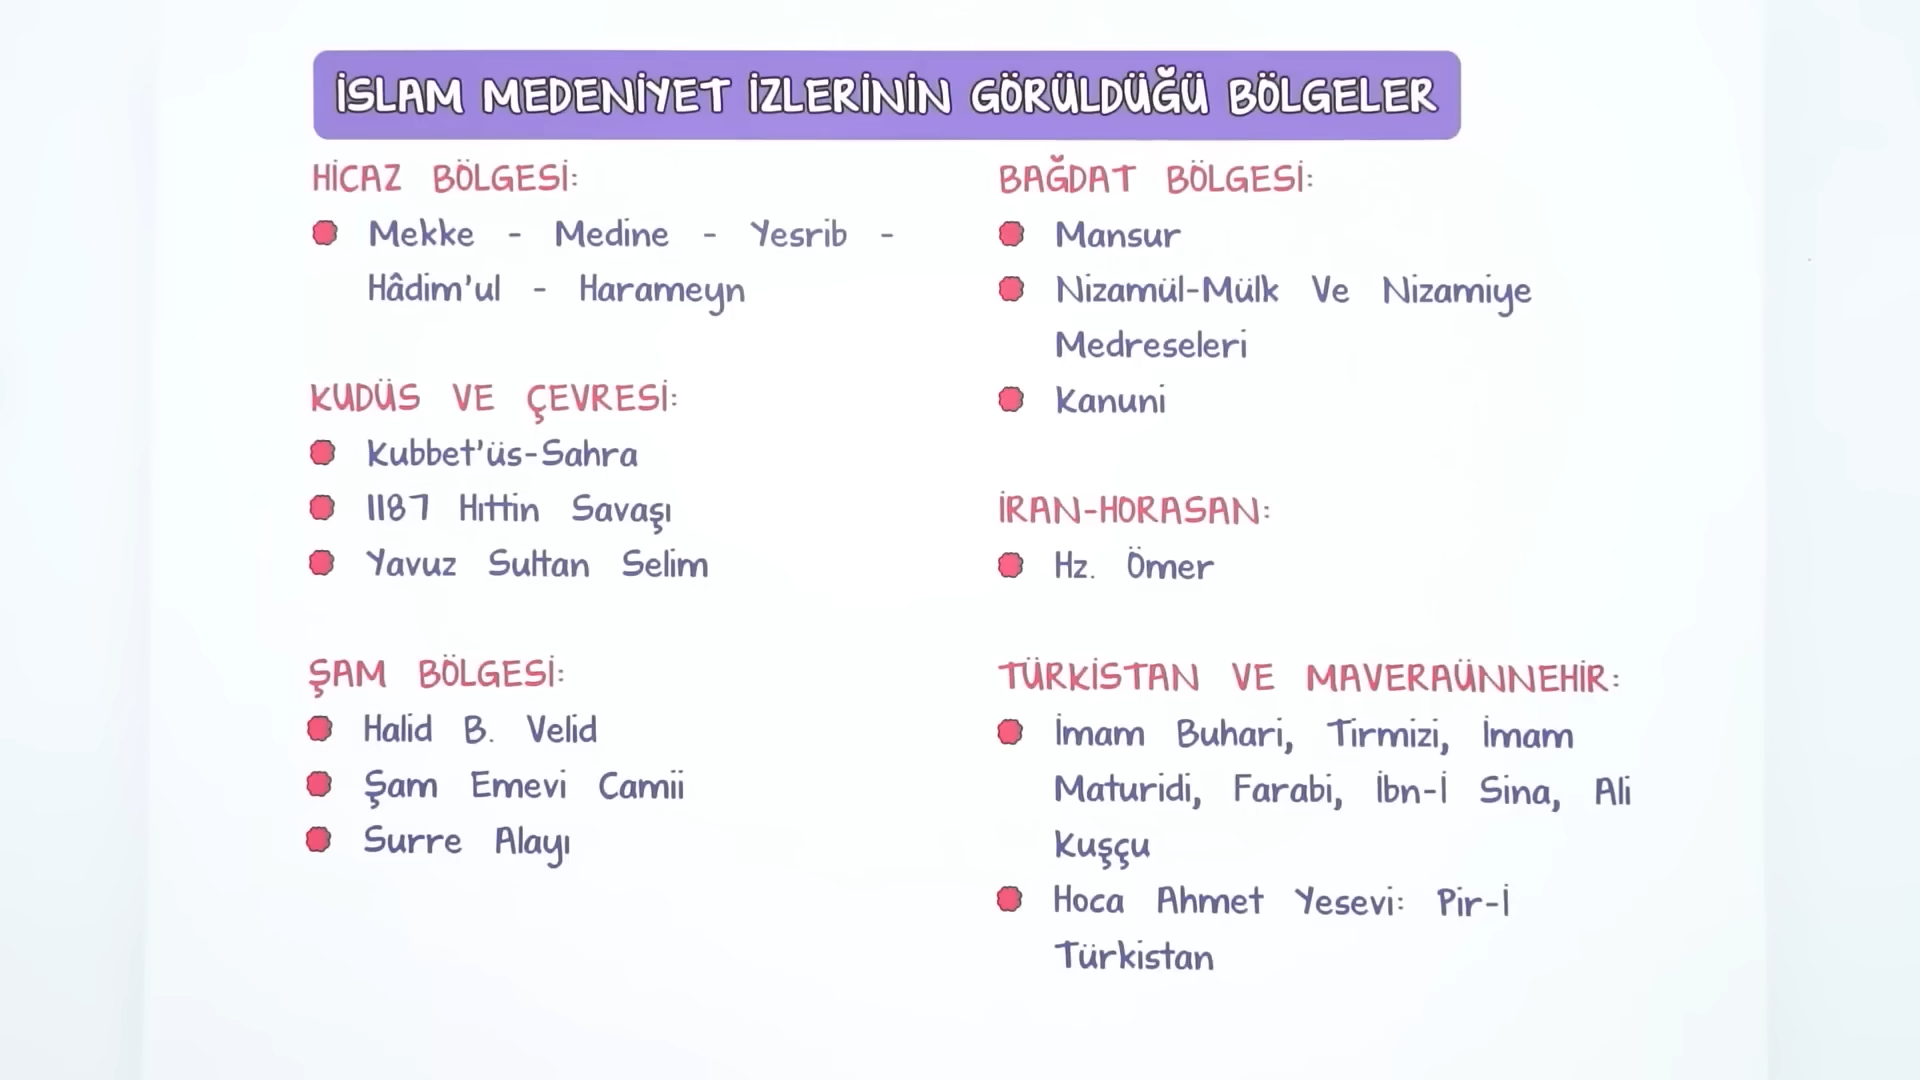 İSLAM MEDENİYET İZLERİNİN GÖRÜLDÜĞÜ BÖLGELER
HİCAZ BÖLGESİ:
Mekke - Medine - Yesrib -
Hâdim'ul - Harameyn
KUDÜS VE ÇEVRESİ:
Kubbet'üs-Sahra
1187 Hıttin Savaşı
Yavuz Sultan Selim
ŞAM BÖLGESİ:
Halid B. Velid
Şam Emevi Camii
Surre Alayı
BAĞDAT BÖLGESİ:
Mansur
Nizamül-Mülk Ve Nizamiye
Medreseleri
Kanuni
İRAN-HORASAN:
Hz. Ömer
TÜRKİSTAN VE MAVERAÜNNEHİR:
İmam Buhari, Tirmizi, İmam
Maturidi, Farabi, İbn-İ Sina, Ali
Kuşçu
Hoca Ahmet Yesevi: Pir-İ
Türkistan